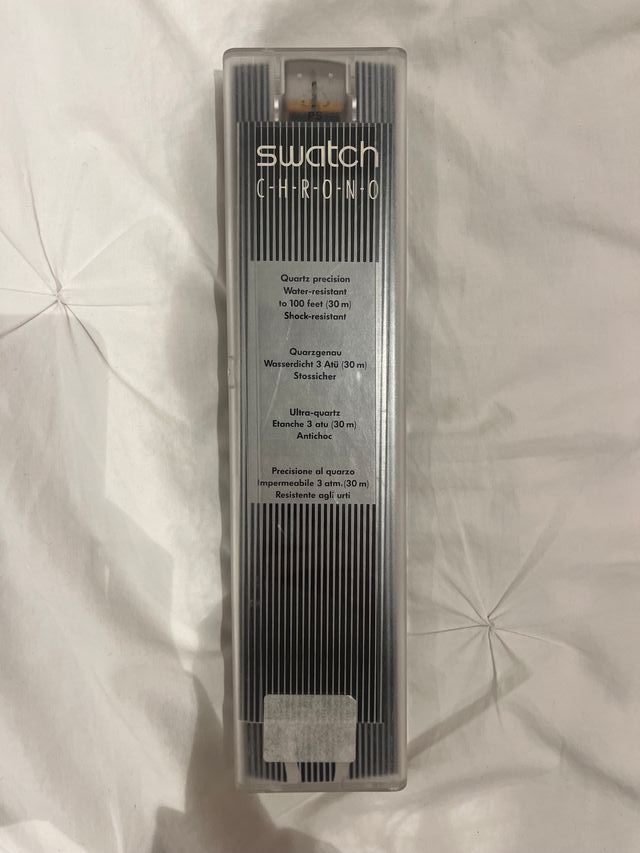 swatch
C-H-R-O-N-O
Quartz precision
Water-resistant
to 100 feet (30 m)
Shock-resistant
Quarzgenau
Wasserdicht 3 Atü (30 m)
Stossicher
Ultra-quartz
Etanche 3 atu (30 m)
Antichoc
Precisione al quarzo
Impermeabile 3 atm. (30 m)
Resistente agli urti